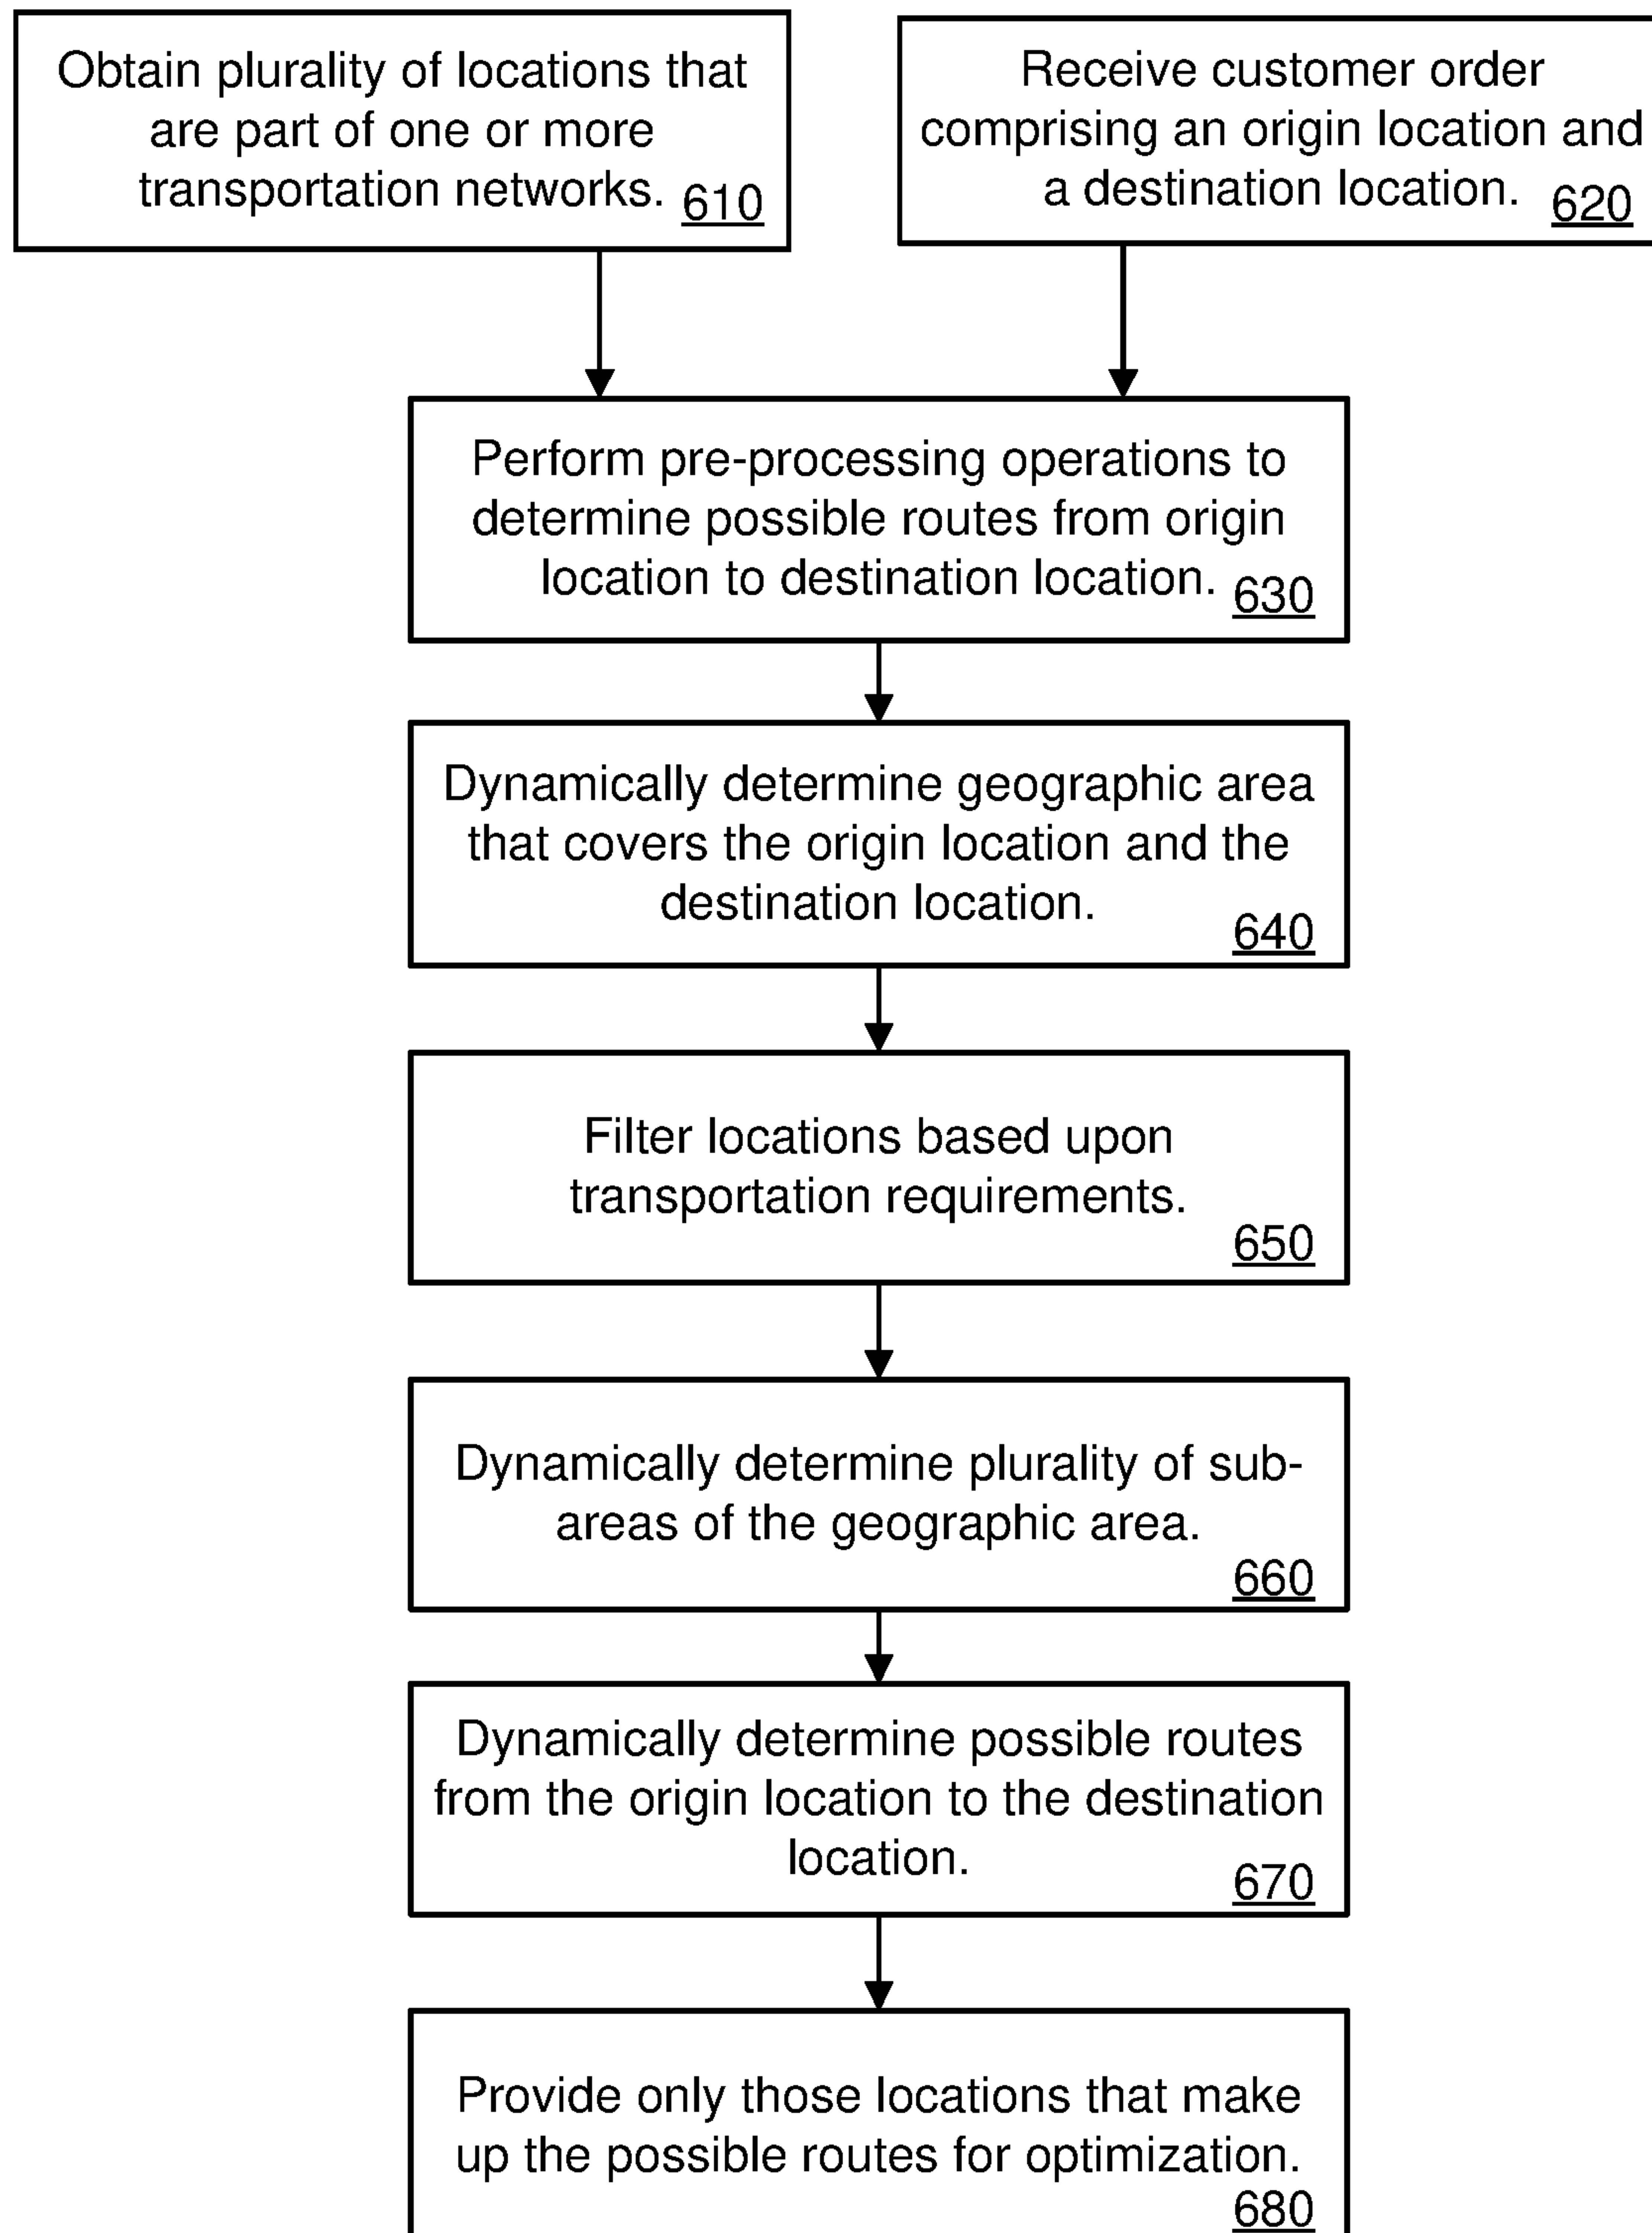 Obtain plurality of locations that
are part of one or more
transportation networks. 610
Receive customer order
comprising an origin location and
a destination location. 620
Perform pre-processing operations to
determine possible routes from origin
location to destination location. 630
Dynamically determine geographic area
that covers the origin location and the
destination location.
640
Filter locations based upon
transportation requirements.
650
Dynamically determine plurality of sub-
areas of the geographic area.
660
Dynamically determine possible routes
from the origin location to the destination
location.
670
Provide only those locations that make
up the possible routes for optimization.
680